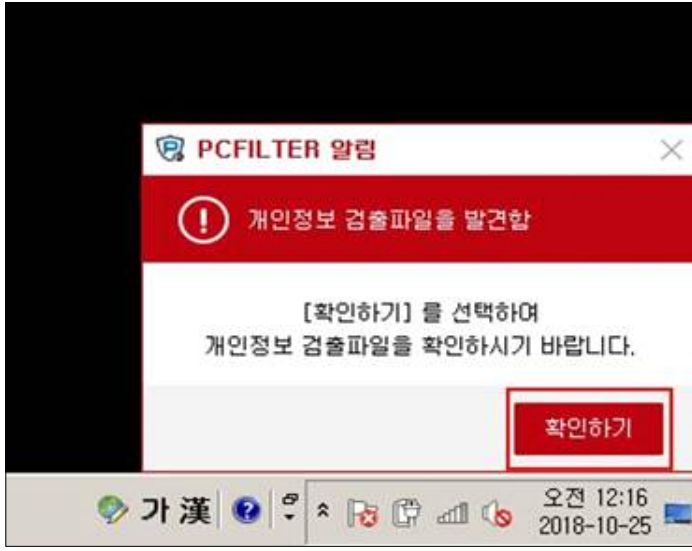 PCFILTER 알림
개인정보 검출파일을 발견함
[확인하기] 를 선택하여
개인정보 검출파일을 확인하시기 바랍니다.
확인하기
가 漢
오전 12:16
2018-10-25